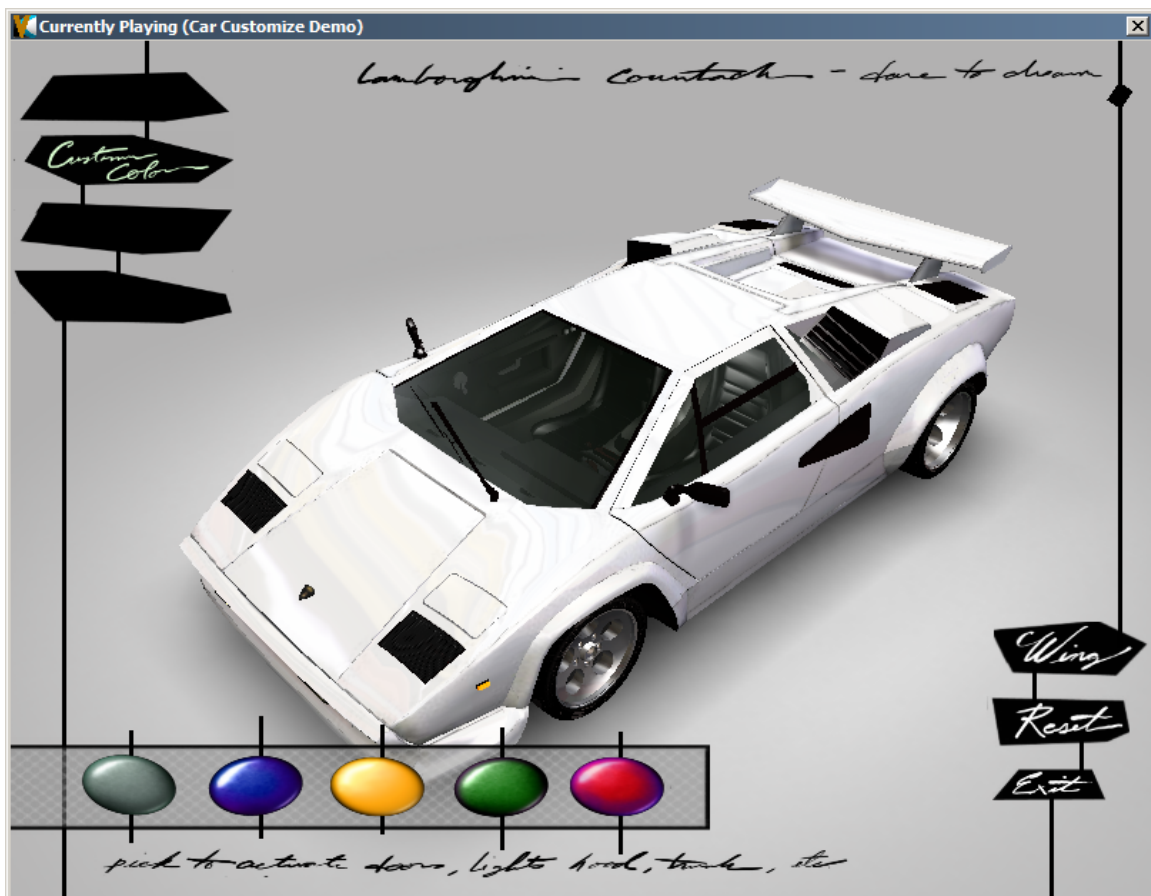 Currently Playing (Car Customize Demo)
Lamborghini Countach - dare to dream
Custom
Color
Wing
Reset
Exit
pick to activate doors, lights hood, trunk, etc